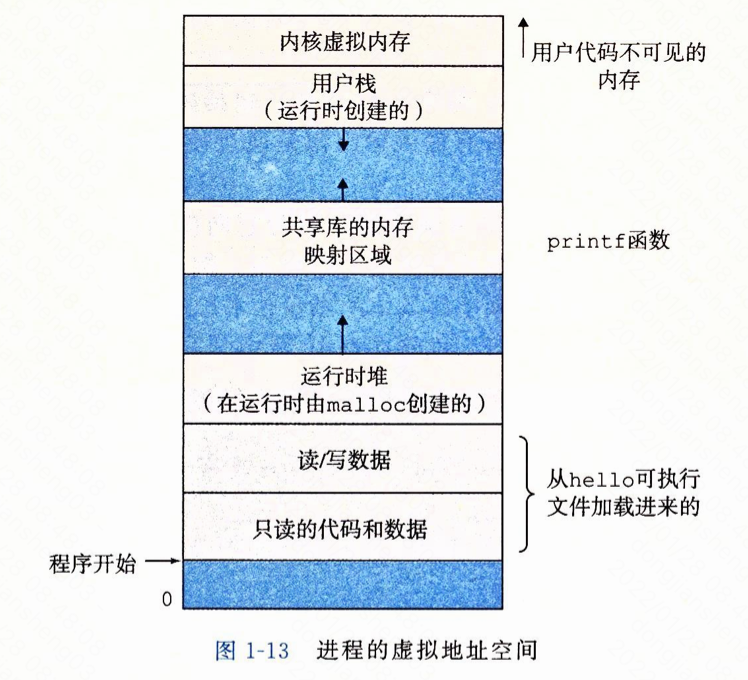 内核虚拟内存
用户代码不可见的
内存
用户栈
（运行时创建的）
共享库的内存
映射区域
printf函数
运行时堆
（在运行时由malloc创建的）
读/写数据
从hello可执行
文件加载进来的
只读的代码和数据
程序开始
0
图 1-13 进程的虚拟地址空间